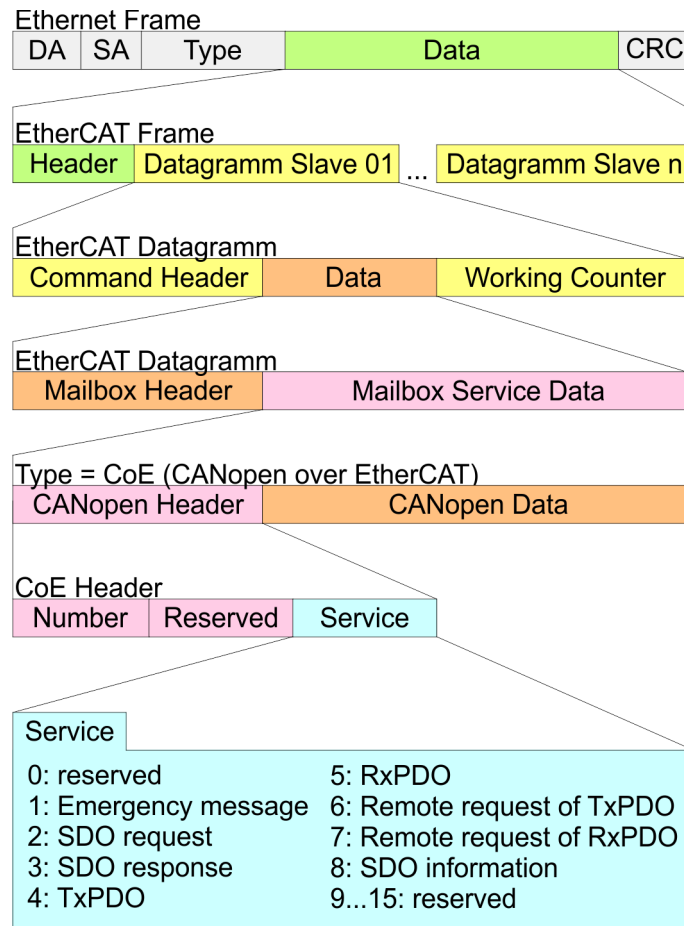 Ethernet Frame
DA SA Type Data CRC
EtherCAT Frame
Header Datagramm Slave 01 ... Datagramm Slave n
EtherCAT Datagramm
Command Header Data Working Counter
EtherCAT Datagramm
Mailbox Header Mailbox Service Data
Type = CoE (CANopen over EtherCAT)
CANopen Header CANopen Data
CoE Header
Number Reserved Service
Service
0: reserved
1: Emergency message
2: SDO request
3: SDO response
4: TxPDO
5: RxPDO
6: Remote request of TxPDO
7: Remote request of RxPDO
8: SDO information
9...15: reserved